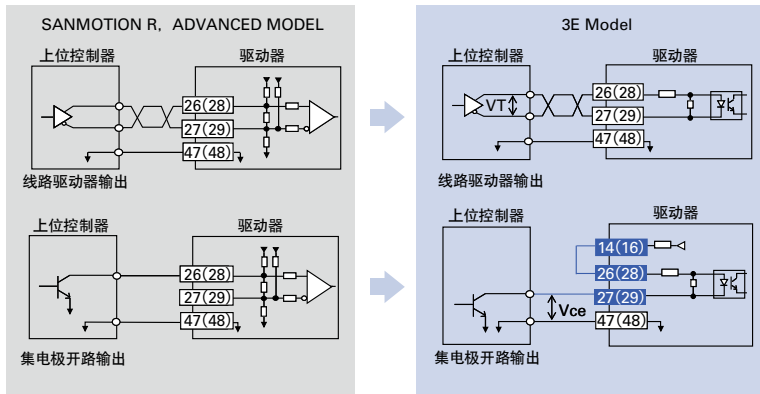 SANMOTION R, ADVANCED MODEL
上位控制器
驱动器
26(28)
27(29)
47(48)
线路驱动器输出
上位控制器
驱动器
26(28)
27(29)
47(48)
集电极开路输出
3E Model
上位控制器
驱动器
VT
26(28)
27(29)
47(48)
线路驱动器输出
上位控制器
驱动器
14(16)
26(28)
27(29)
Vce
47(48)
集电极开路输出